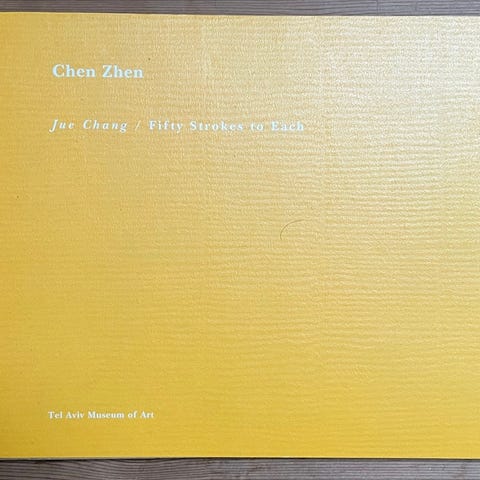 Chen Zhen
Jue Chang / Fifty Strokes to Each
Tel Aviv Museum of Art